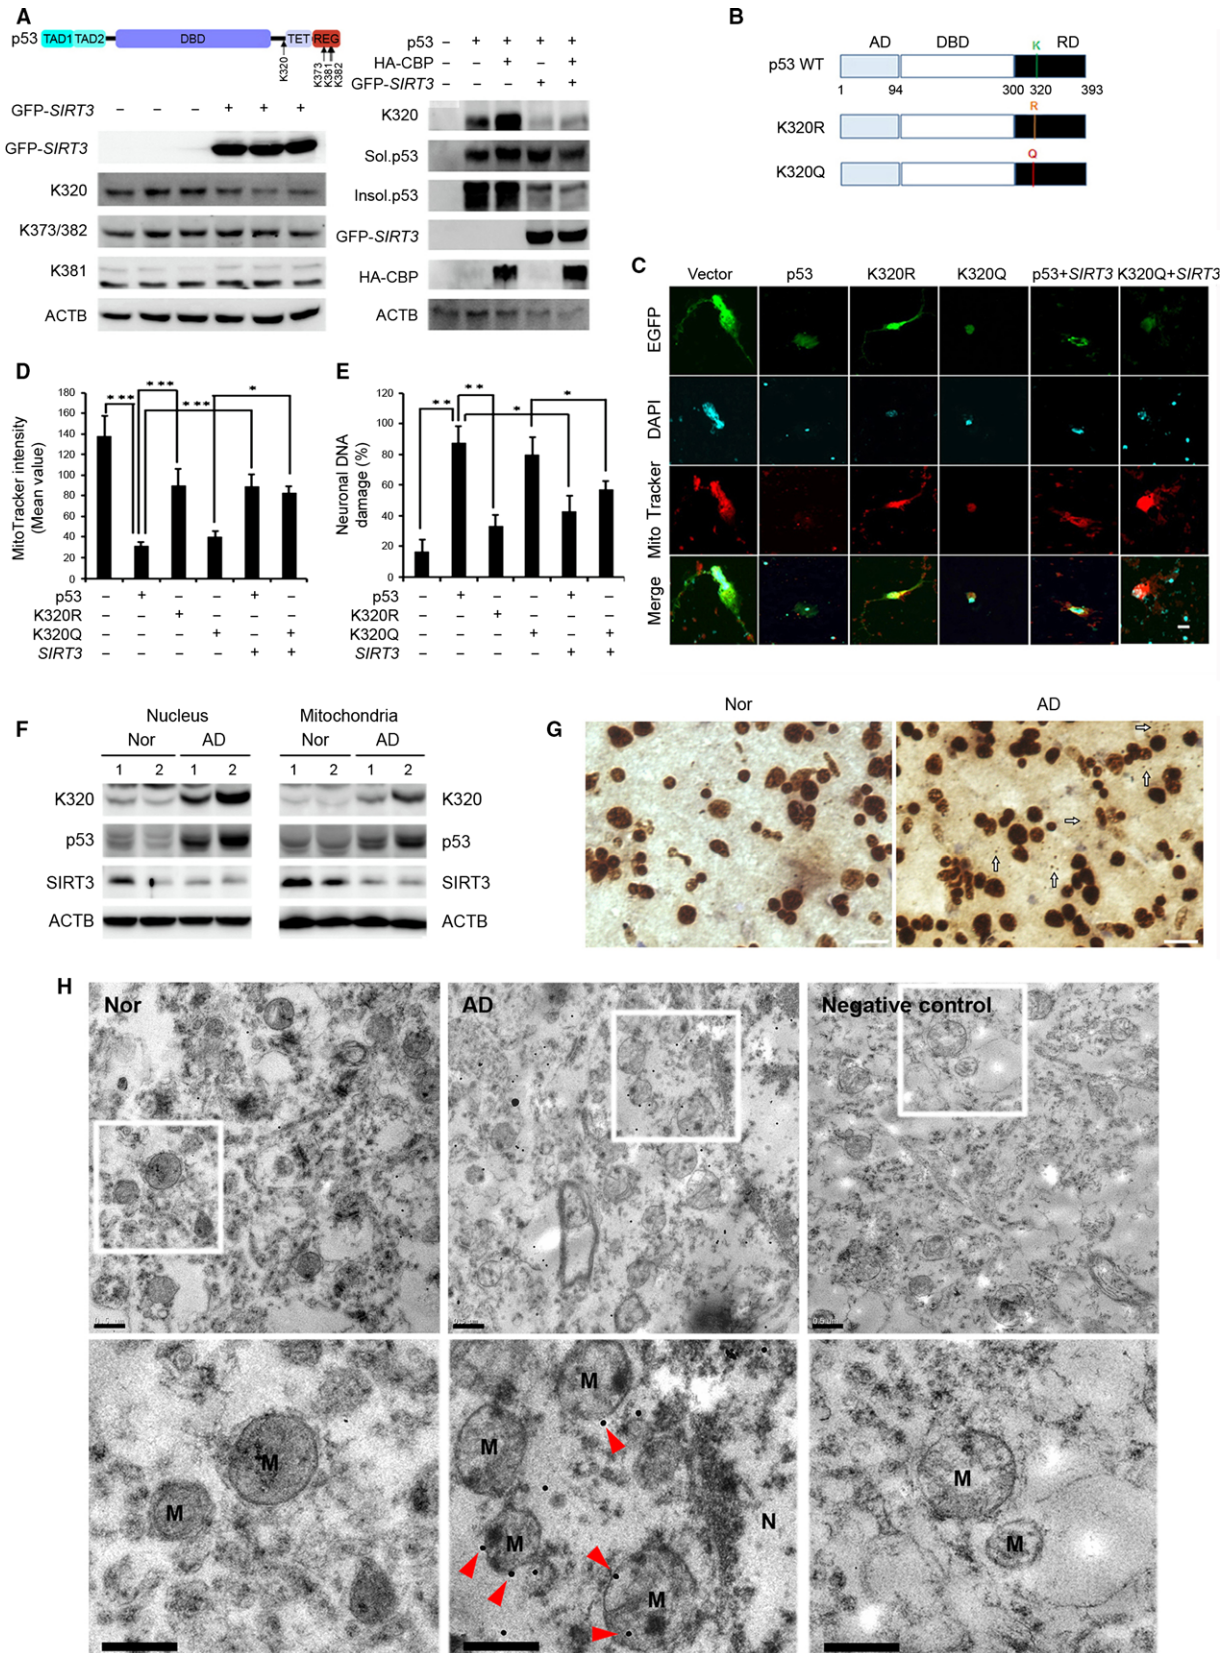 A
p53 TAD1 TAD2 DBD TET REG
K320
K373
K381
K382
GFP-SIRT3 – – – + + +
GFP-SIRT3
K320
K373/382
K381
ACTB
p53 – + + + +
HA-CBP – – + – +
GFP-SIRT3 – – – + +
K320
Sol.p53
Insol.p53
GFP-SIRT3
HA-CBP
ACTB
B
AD DBD RD
p53 WT K
1 94 300 320 393
R
K320R
Q
K320Q
C
Vector p53 K320R K320Q p53+SIRT3 K320Q+SIRT3
EGFP
DAPI
Mito Tracker
Merge
D
MitoTracker intensity
(Mean value)
180
160
140
120
100
80
60
40
20
0
*** *** *** *
p53 – + – – + –
K320R – – + – – –
K320Q – – – + – +
SIRT3 – – – – + +
E
Neuronal DNA
damage (%)
120
100
80
60
40
20
0
** ** * *
p53 – + – – + –
K320R – – + – – –
K320Q – – – + – +
SIRT3 – – – – + +
F
Nucleus Mitochondria
Nor AD Nor AD
1 2 1 2 1 2 1 2
K320 K320
p53 p53
SIRT3 SIRT3
ACTB ACTB
G
Nor AD
H
Nor AD Negative control
M M
M M M M N
M M